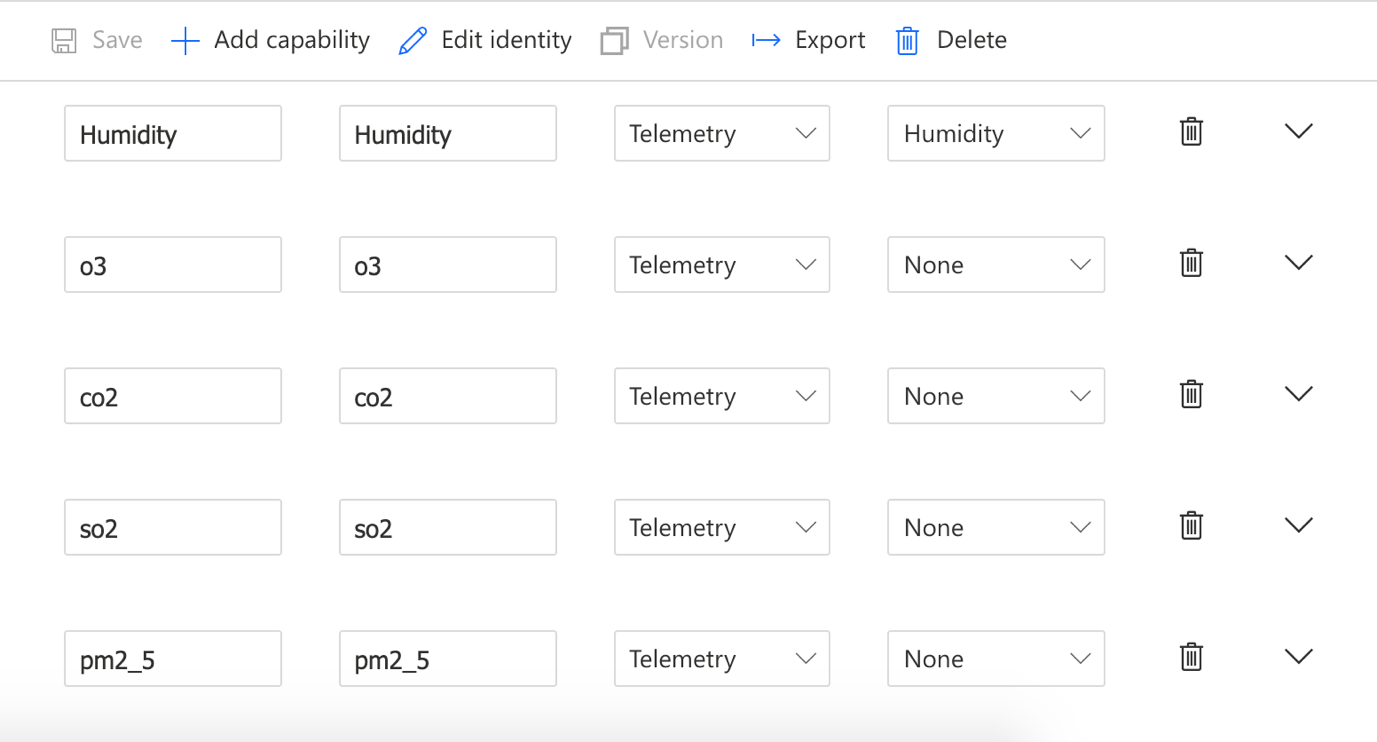 Save Add capability Edit identity Version Export Delete
Humidity Humidity Telemetry Humidity
o3 o3 Telemetry None
co2 co2 Telemetry None
so2 so2 Telemetry None
pm2_5 pm2_5 Telemetry None